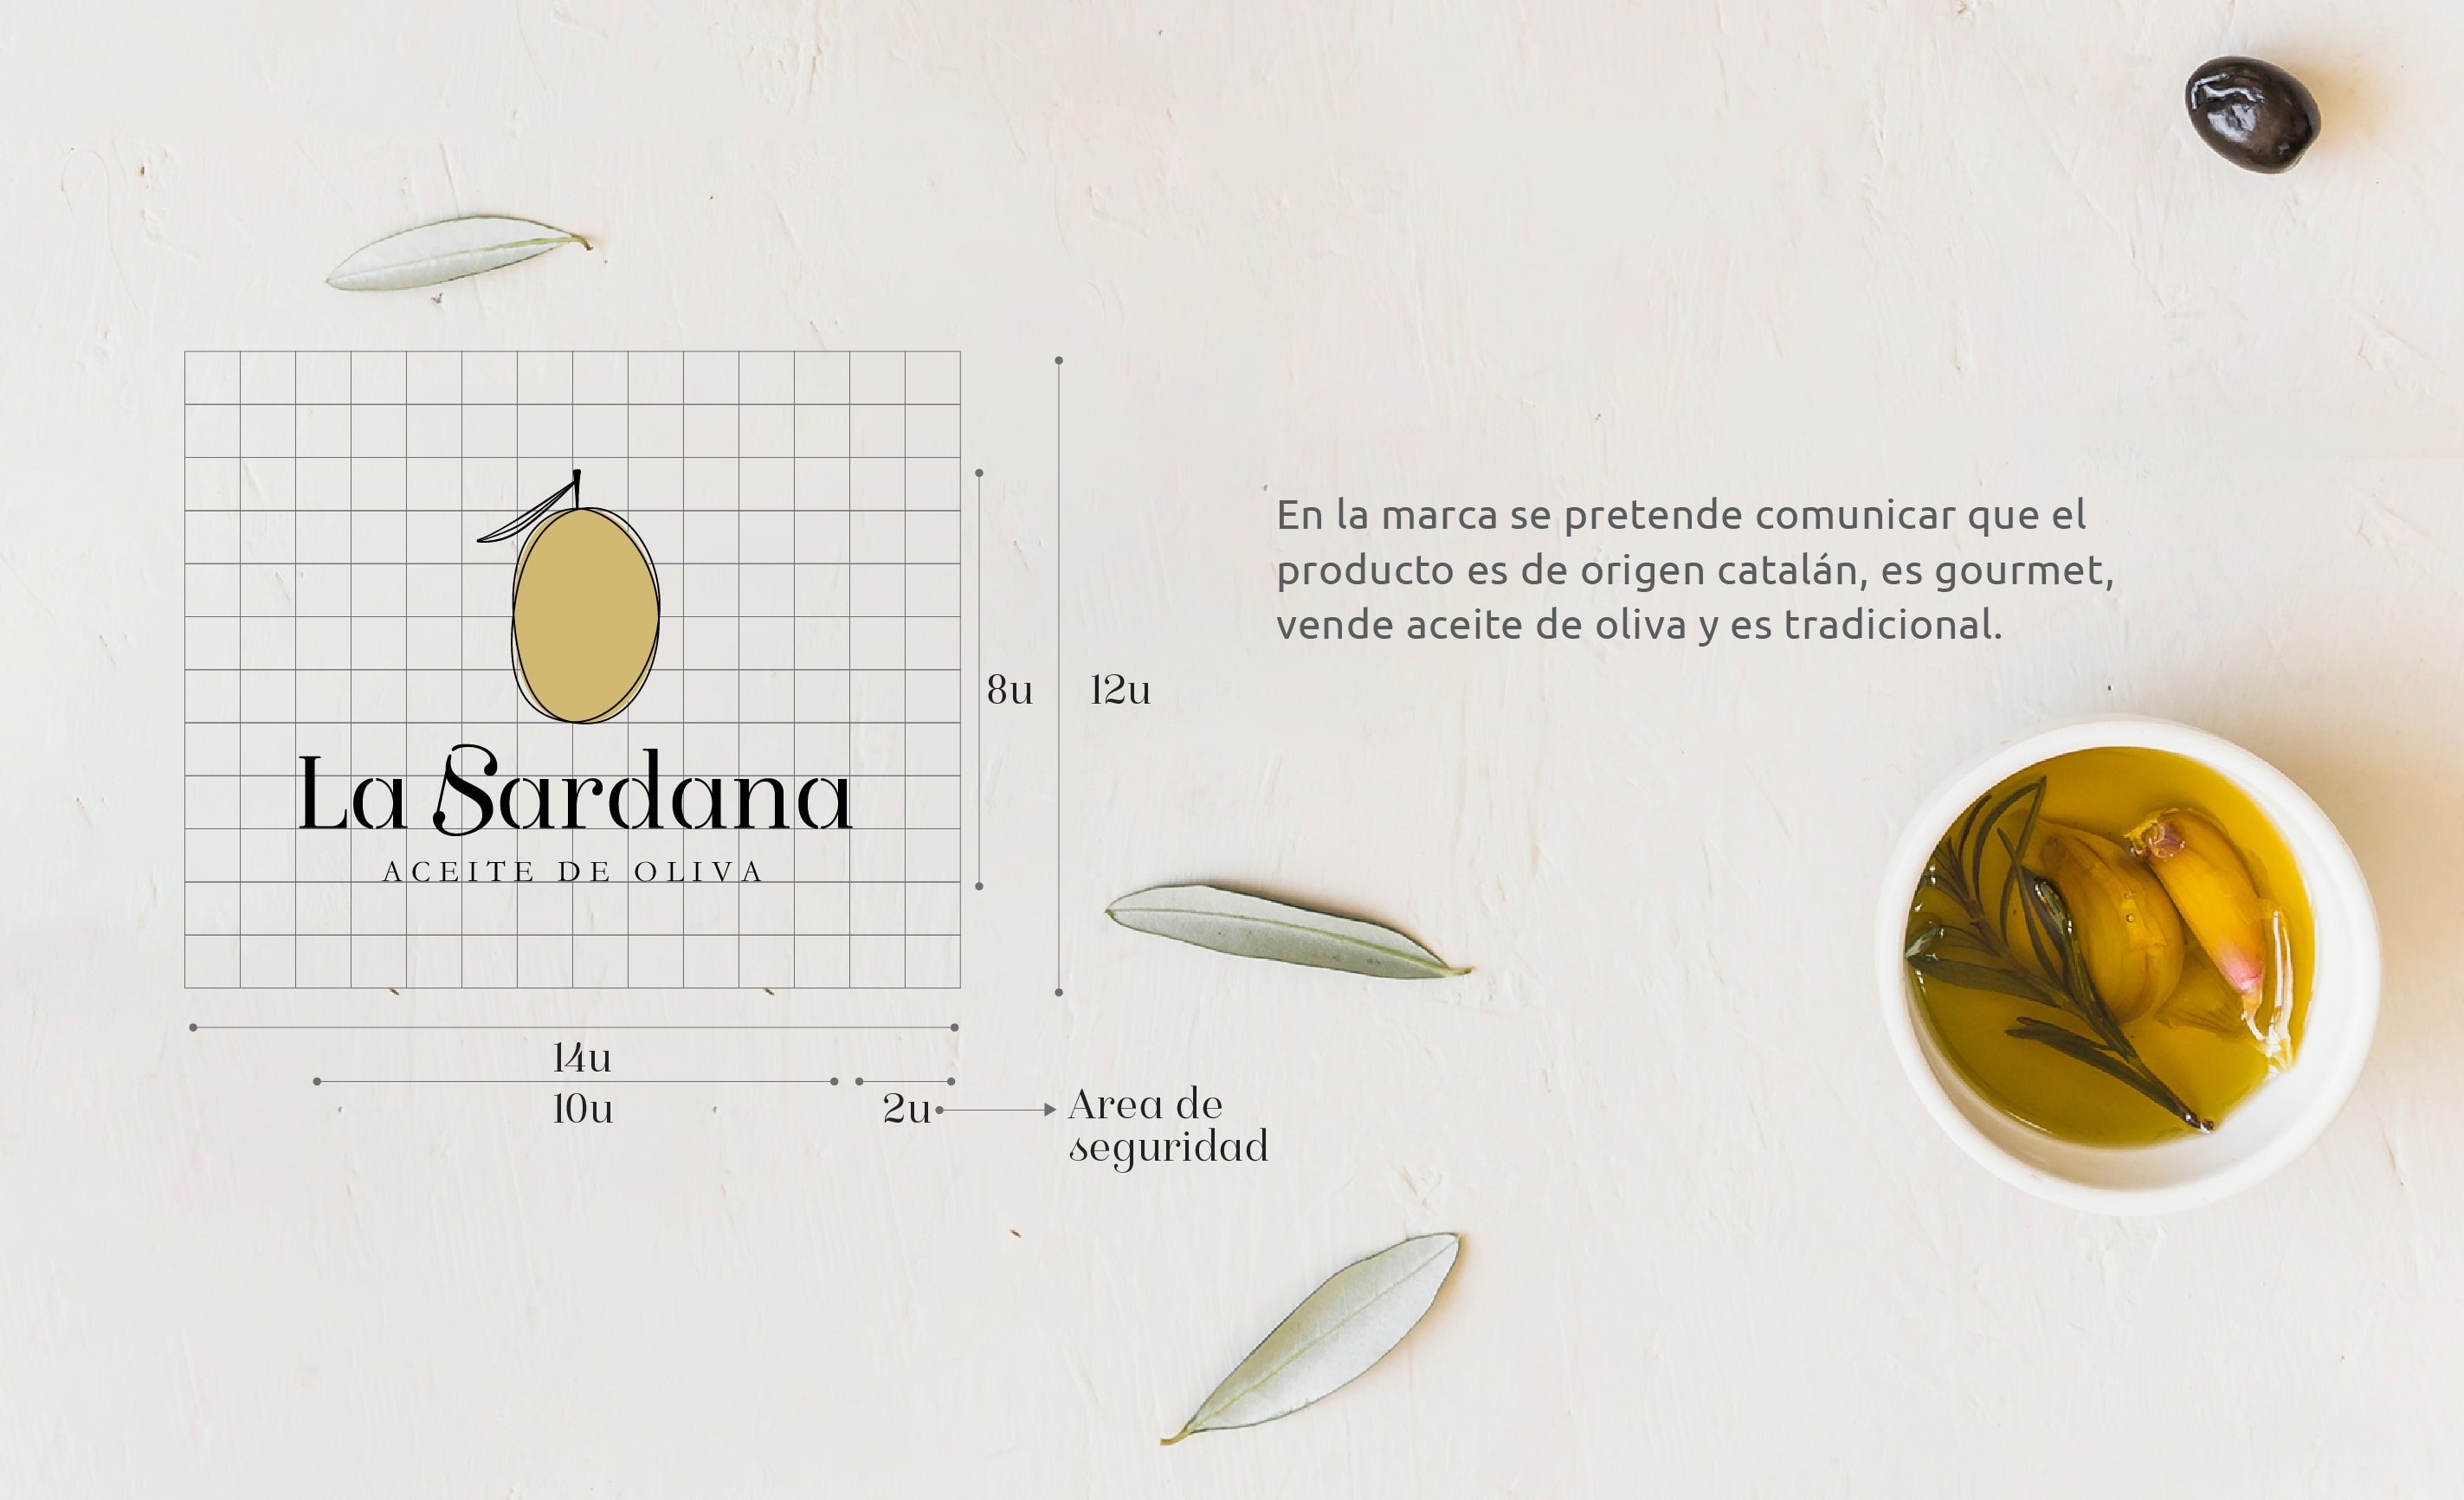 La Sardana
ACEITE DE OLIVA
8u
12u
14u
10u
2u
Area de
seguridad
En la marca se pretende comunicar que el
producto es de origen catalán, es gourmet,
vende aceite de oliva y es tradicional.